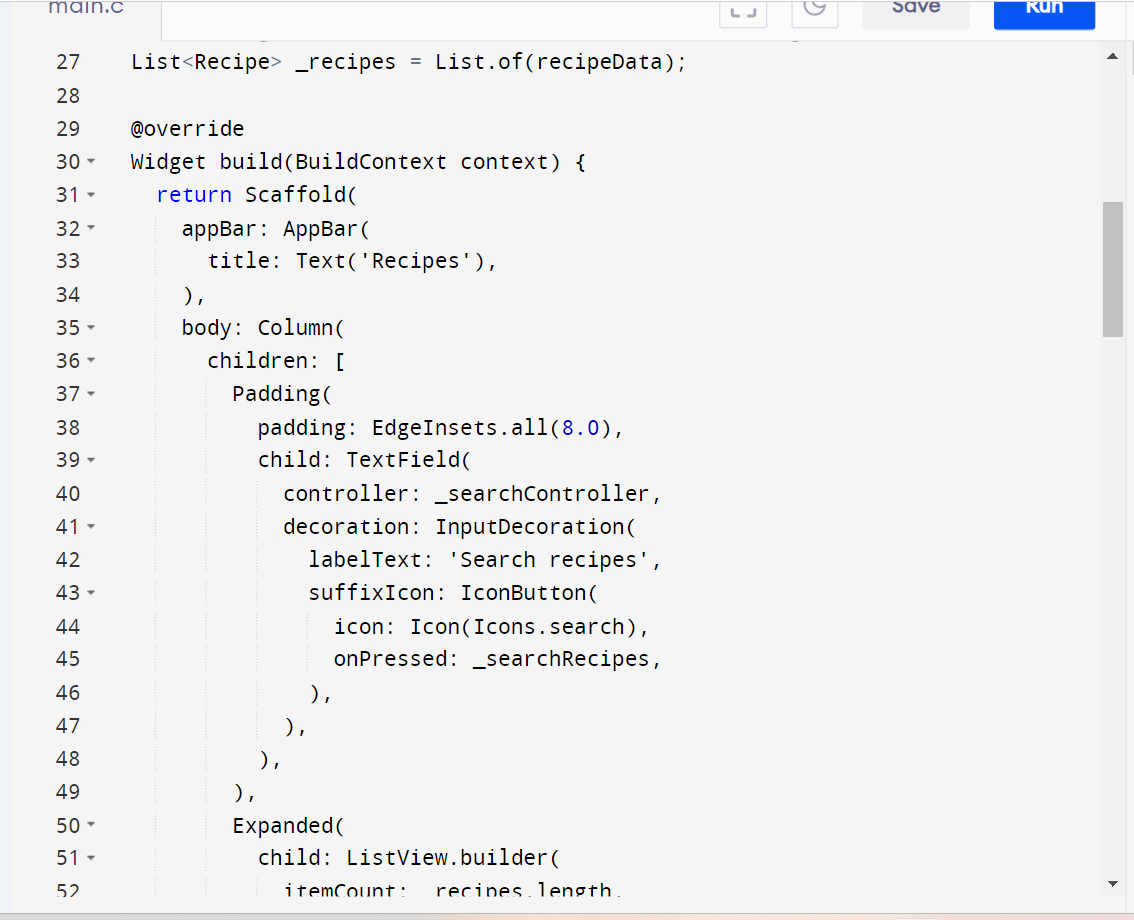 main.c
Save
Run
27 List<Recipe> _recipes = List.of(recipeData);
28
29 @override
30 Widget build(BuildContext context) {
31 return Scaffold(
32 appBar: AppBar(
33 title: Text('Recipes'),
34 ),
35 body: Column(
36 children: [
37 Padding(
38 padding: EdgeInsets.all(8.0),
39 child: TextField(
40 controller: _searchController,
41 decoration: InputDecoration(
42 labelText: 'Search recipes',
43 suffixIcon: IconButton(
44 icon: Icon(Icons.search),
45 onPressed: _searchRecipes,
46 ),
47 ),
48 ),
49 ),
50 Expanded(
51 child: ListView.builder(
52 itemCount: _recipes.length,